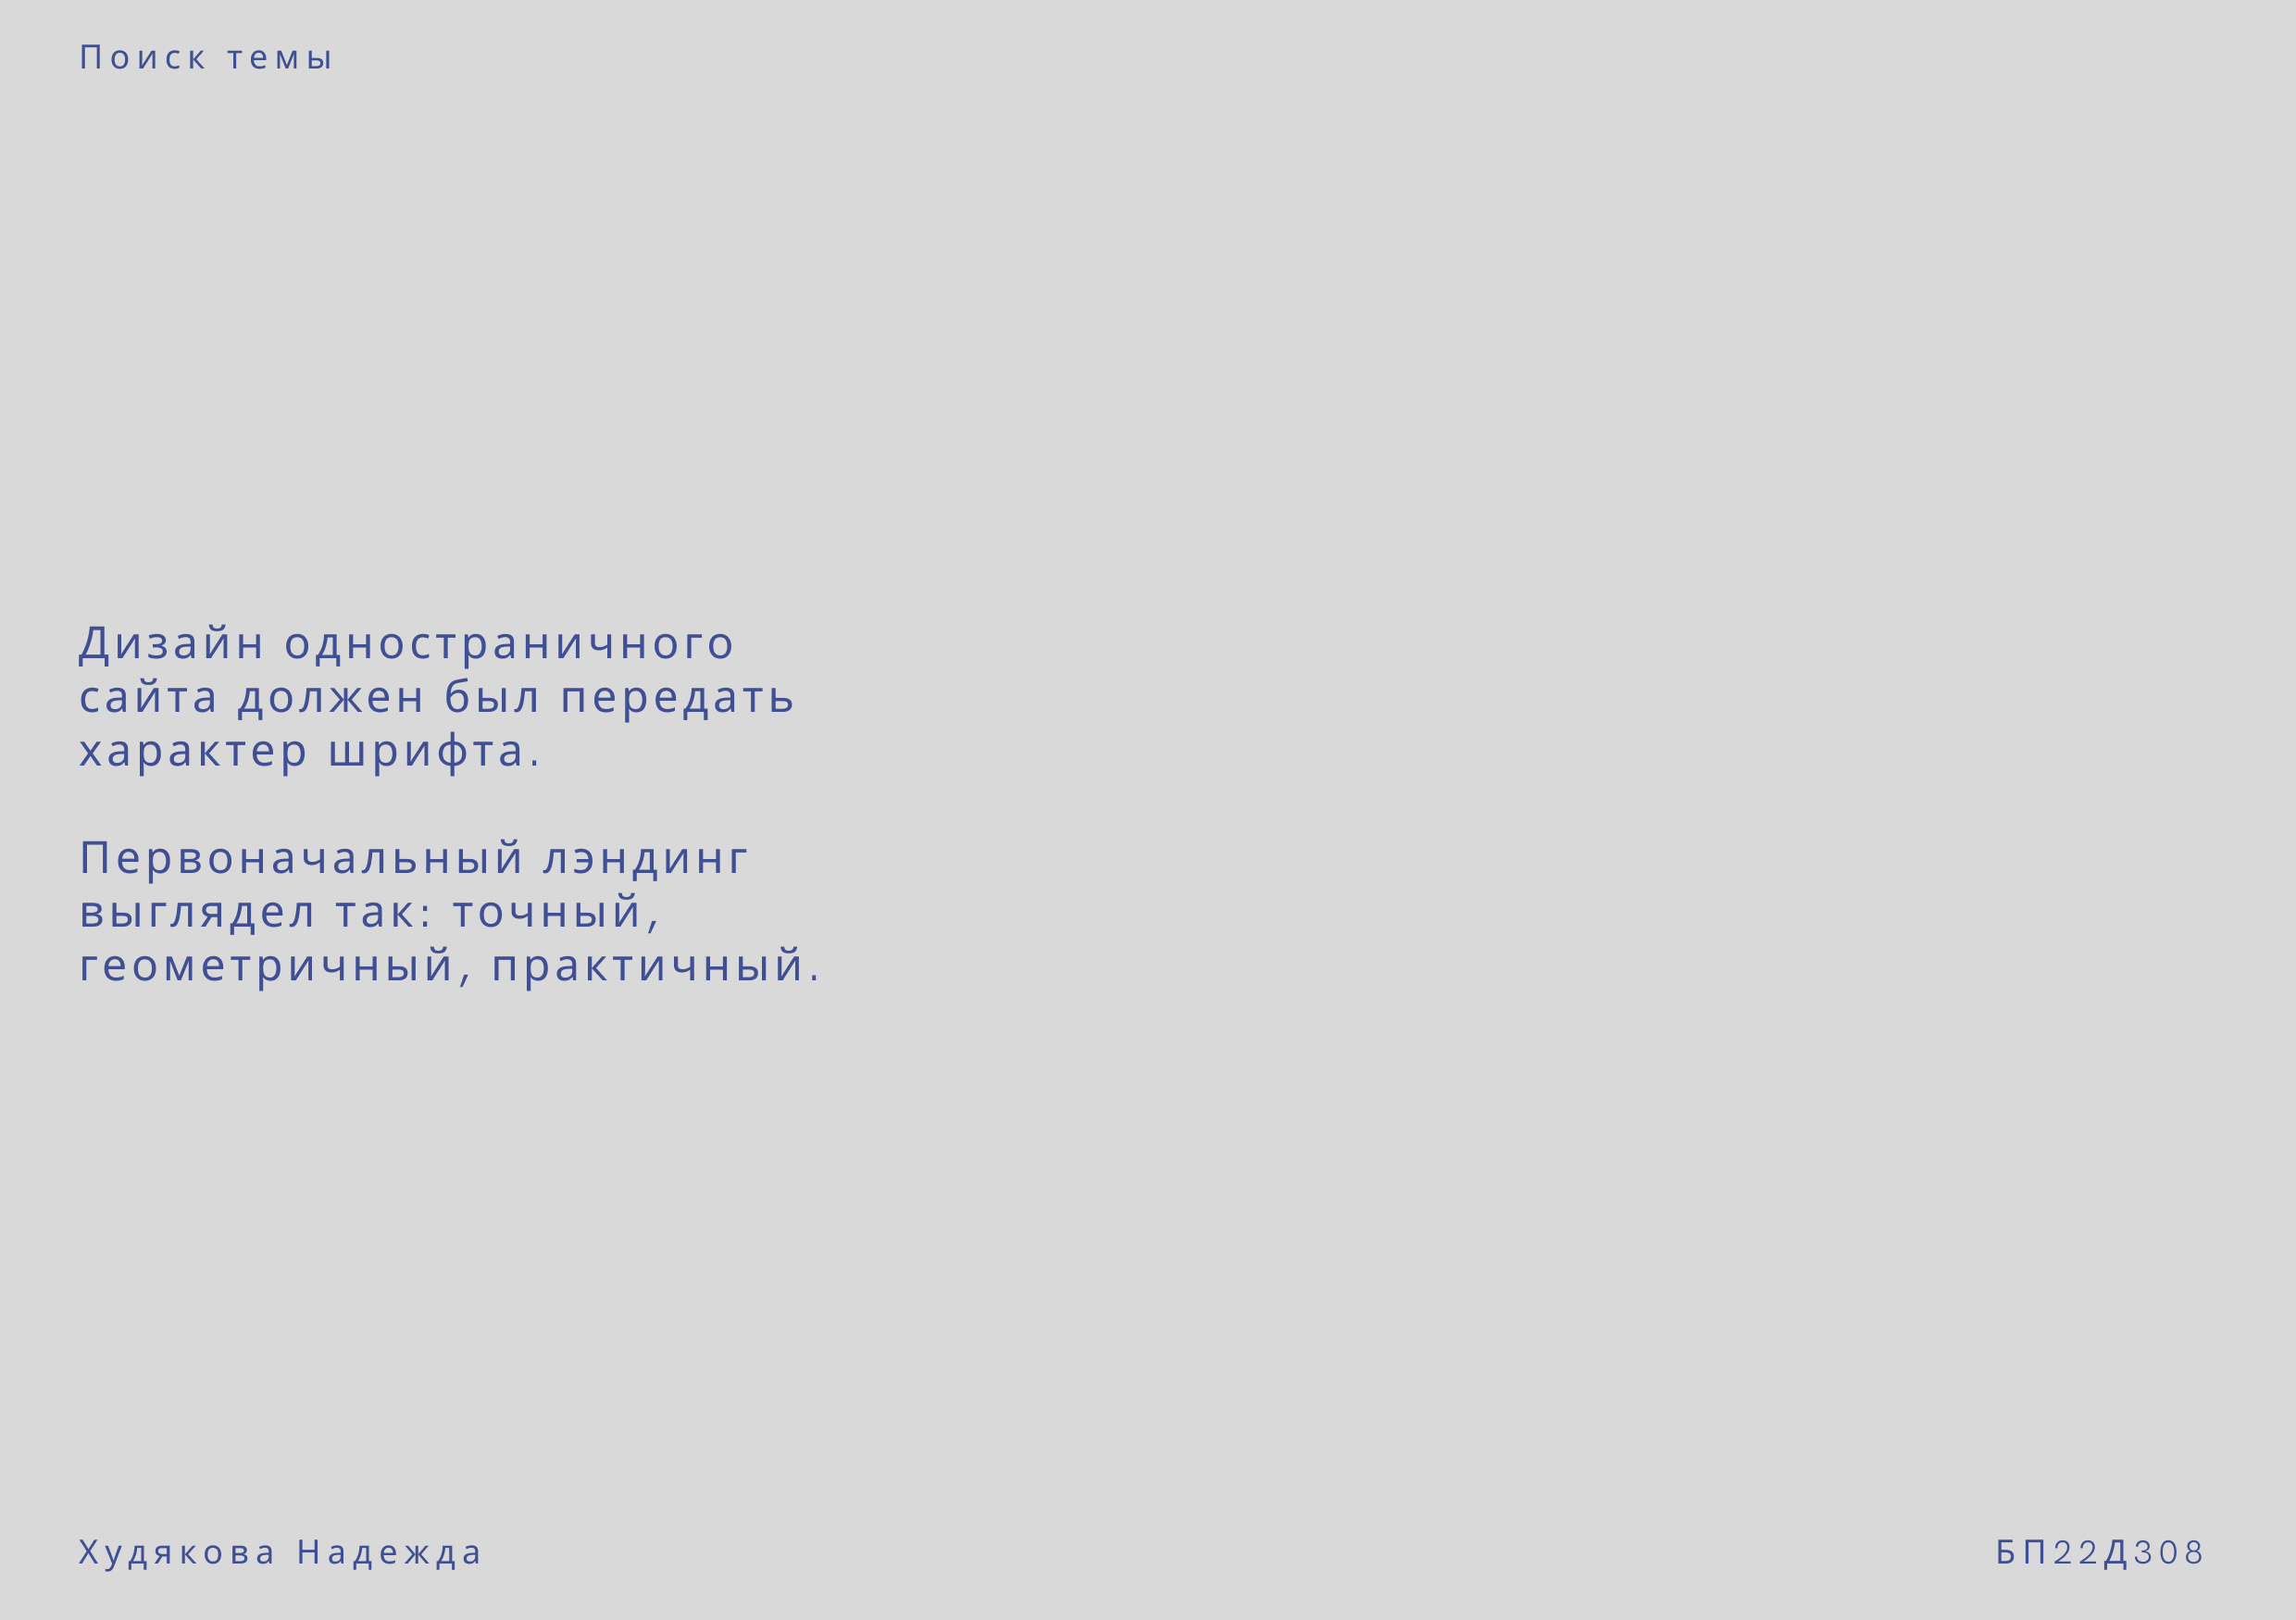 Поиск темы
Дизайн одностраничного
сайта должен был передать
характер шрифта.
Первоначальный лэндинг
выглядел так: точный,
геометричный, практичный.
Худякова Надежда
БП22Д308